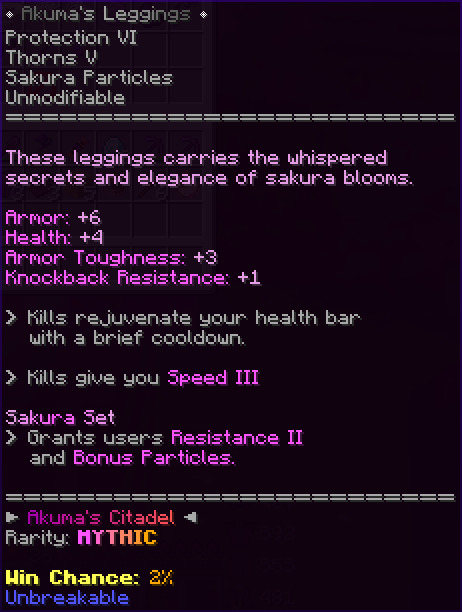 ◈ Akuma's Leggings ◈
Protection VI
Thorns V
Sakura Particles
Unmodifiable
These leggings carries the whispered
secrets and elegance of sakura blooms.
Armor: +6
Health: +4
Armor Toughness: +3
Knockback Resistance: +1
> Kills rejuvenate your health bar
with a brief cooldown.
> Kills give you Speed III
Sakura Set
> Grants users Resistance II
and Bonus Particles.
► Akuma's Citadel ◄
Rarity: MYTHIC
Win Chance: 2%
Unbreakable